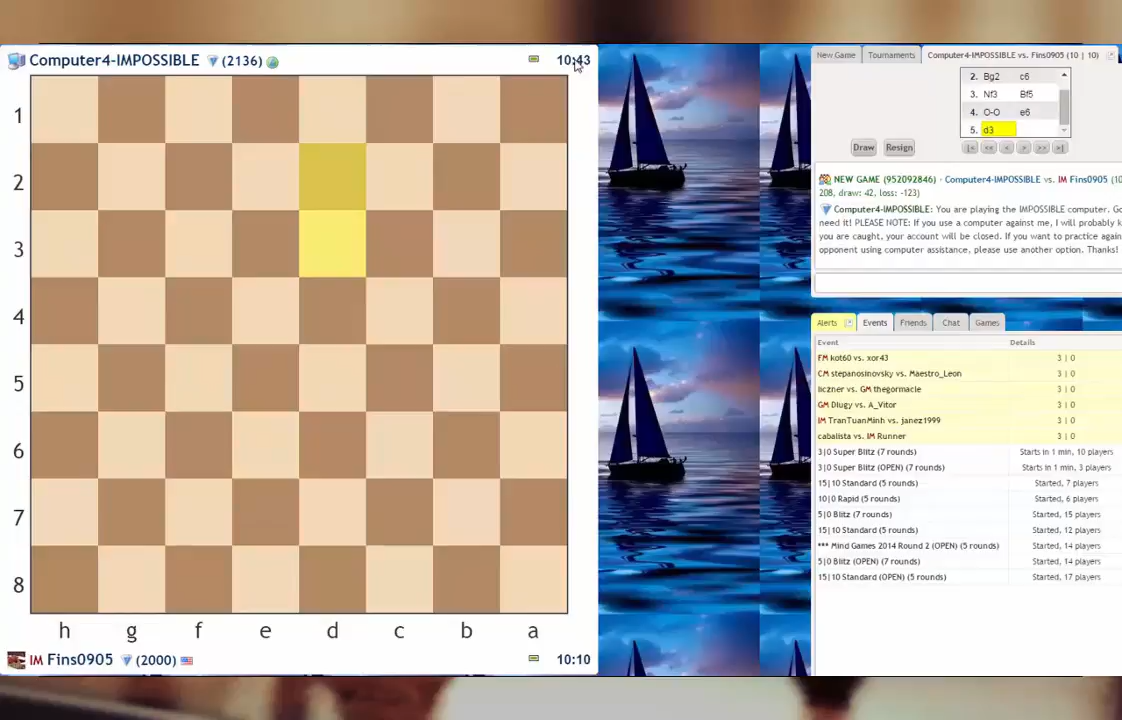 Computer4-IMPOSSIBLE (2136) 10:43
1
2
3
4
5
6
7
8
h g f e d c b a
IM Fins0905 (2000) 10:10
New Game Tournaments Computer4-IMPOSSIBLE vs. Fins0905 (10 | 10)
2. Bg2 c6
3. Nf3 Bf5
4. O-O e6
5. d3
Draw Resign |< << < > >> >|
NEW GAME (952092846) - Computer4-IMPOSSIBLE vs. IM Fins0905 (10
208, draw: 42, loss: -123)
Computer4-IMPOSSIBLE: You are playing the IMPOSSIBLE computer. Go
need it! PLEASE NOTE: If you use a computer against me, I will probably k
you are caught, your account will be closed. If you want to practice again
opponent using computer assistance, please use another option. Thanks!
Alerts Events Friends Chat Games
Event Details
FM kot60 vs. xor43 3 | 0
CM stepanosinovsky vs. Maestro_Leon 3 | 0
liczner vs. GM thegormacie 3 | 0
GM Dlugy vs. A_Vitor 3 | 0
IM TranTuanMinh vs. janez1999 3 | 0
cabalista vs. IM Runner 3 | 0
3|0 Super Blitz (7 rounds) Starts in 1 min, 10 players
3|0 Super Blitz (OPEN) (7 rounds) Starts in 1 min, 3 players
15|10 Standard (5 rounds) Started, 7 players
10|0 Rapid (5 rounds) Started, 6 players
5|0 Blitz (7 rounds) Started, 15 players
15|10 Standard (5 rounds) Started, 12 players
*** Mind Games 2014 Round 2 (OPEN) (5 rounds) Started, 14 players
5|0 Blitz (OPEN) (7 rounds) Started, 14 players
15|10 Standard (OPEN) (5 rounds) Started, 17 players